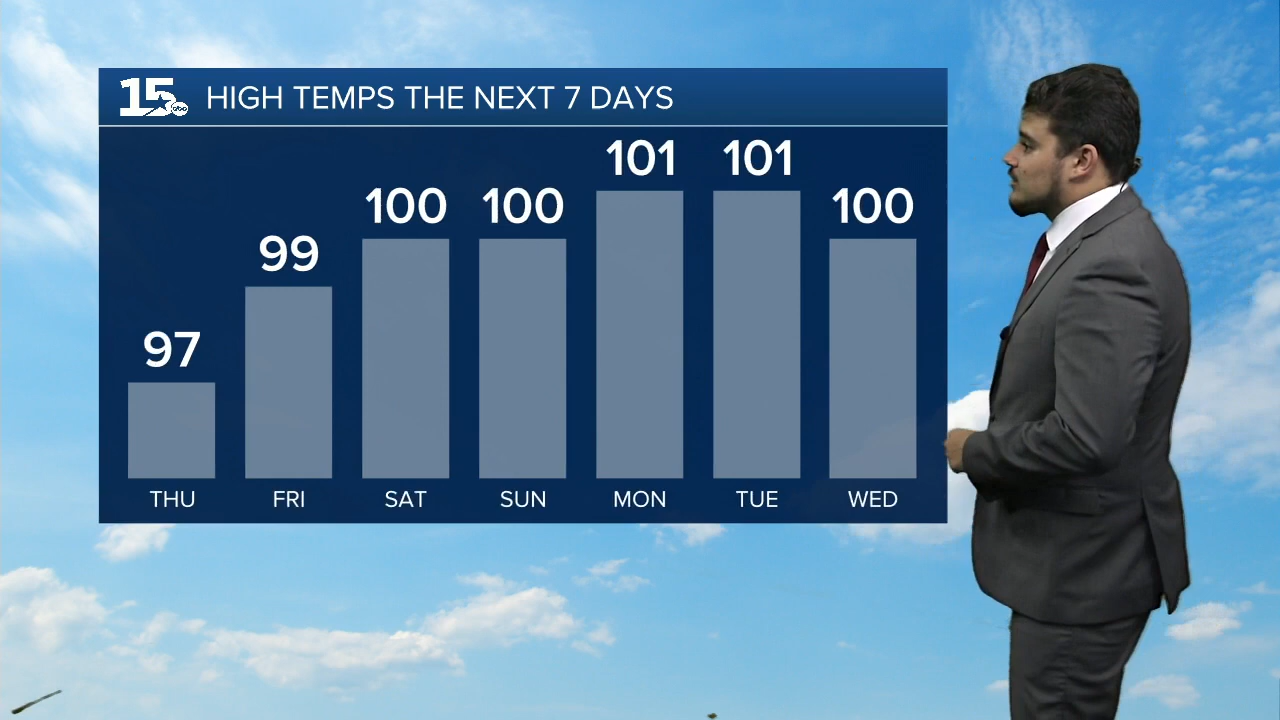 15 abc HIGH TEMPS THE NEXT 7 DAYS
97 99 100 100 101 101 100
THU FRI SAT SUN MON TUE WED